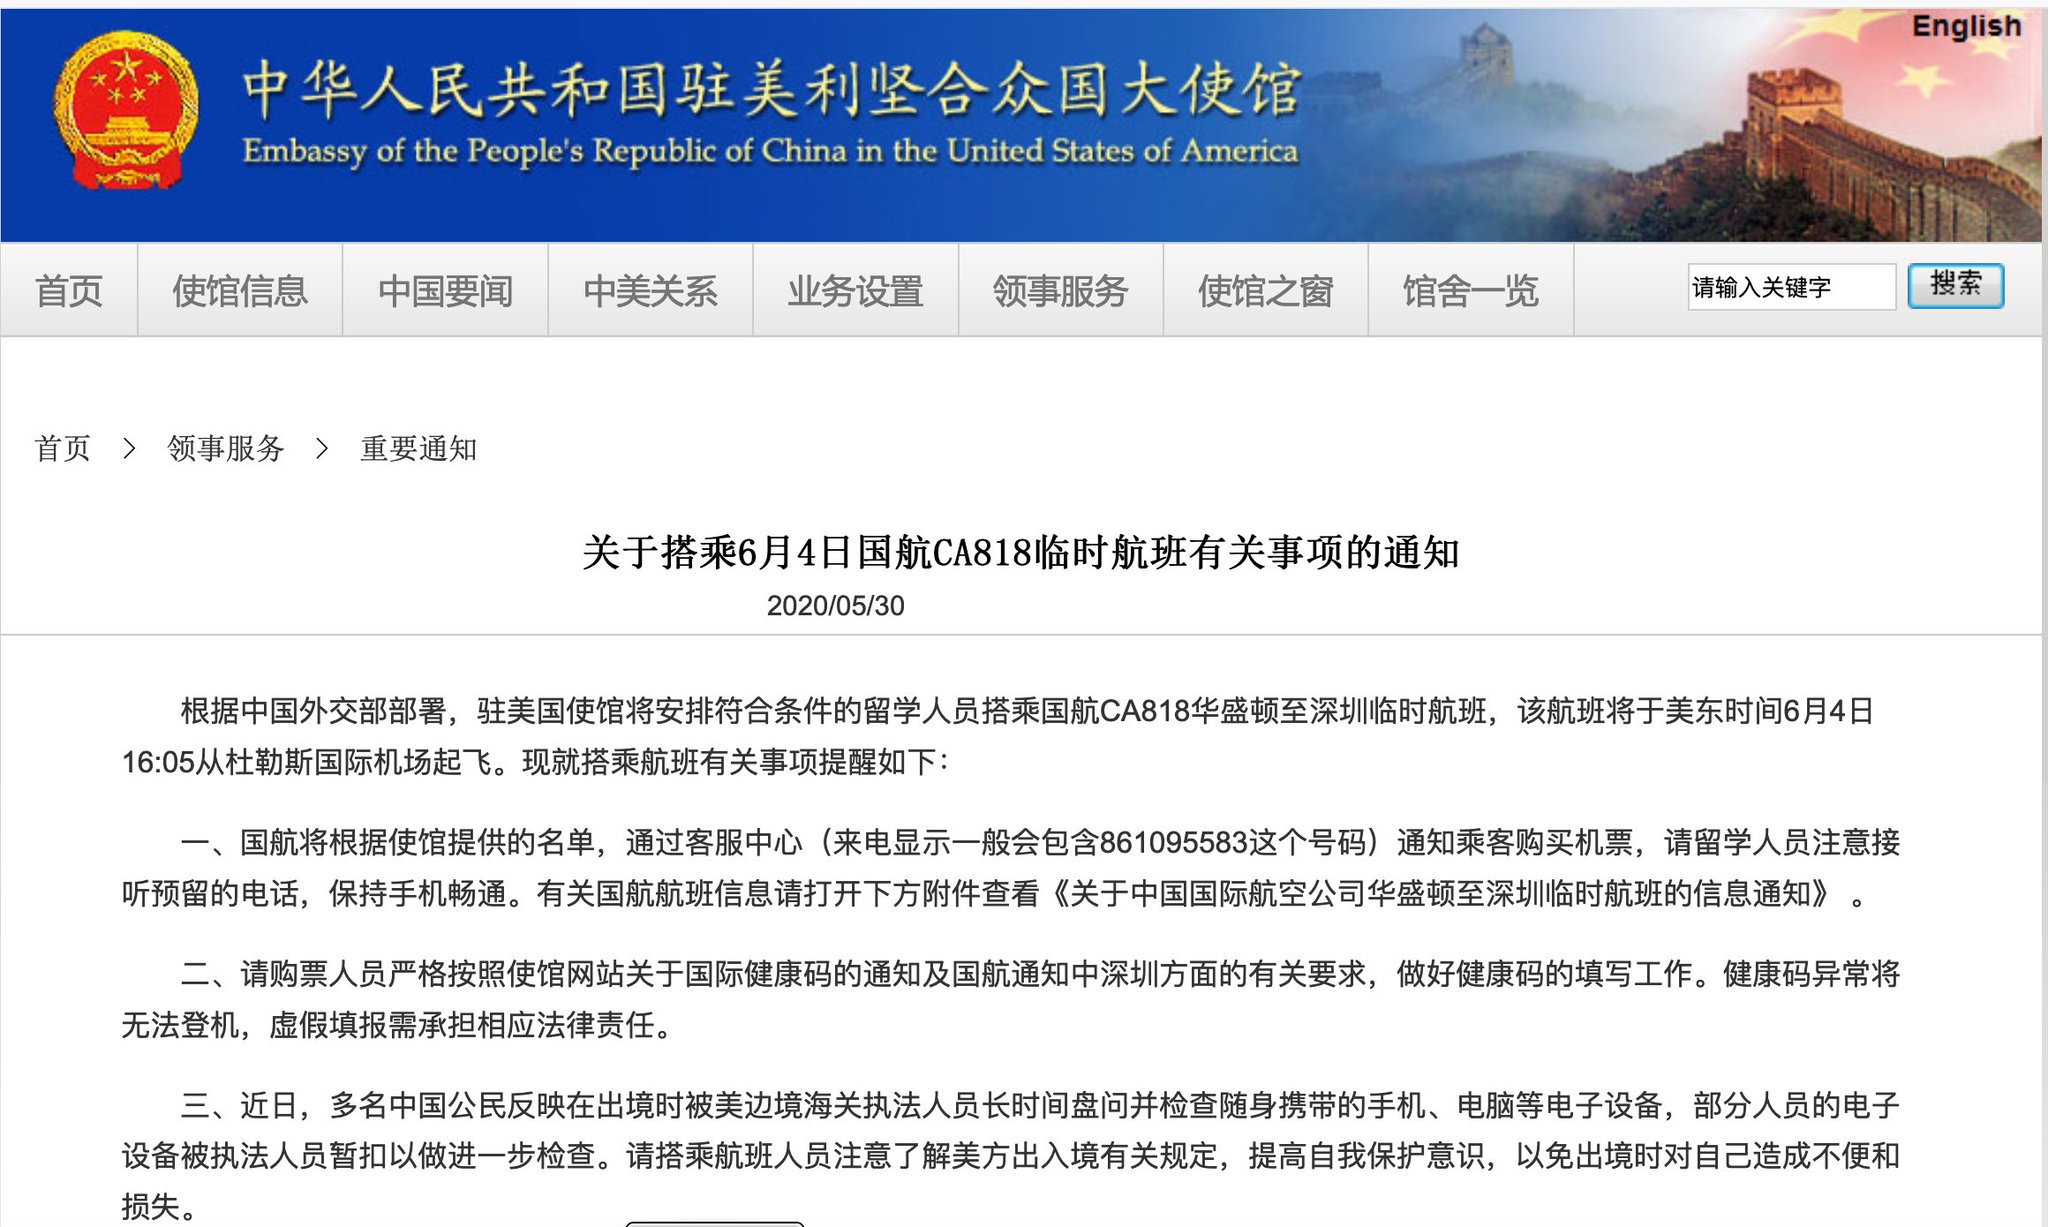 English
中华人民共和国驻美利坚合众国大使馆
Embassy of the People's Republic of China in the United States of America
首页 使馆信息 中国要闻 中美关系 业务设置 领事服务 使馆之窗 馆舍一览 请输入关键字 搜索
首页 > 领事服务 > 重要通知
关于搭乘6月4日国航CA818临时航班有关事项的通知
2020/05/30
根据中国外交部部署，驻美国使馆将安排符合条件的留学人员搭乘国航CA818华盛顿至深圳临时航班，该航班将于美东时间6月4日
16:05从杜勒斯国际机场起飞。现就搭乘航班有关事项提醒如下：
一、国航将根据使馆提供的名单，通过客服中心（来电显示一般会包含861095583这个号码）通知乘客购买机票，请留学人员注意接
听预留的电话，保持手机畅通。有关国航航班信息请打开下方附件查看《关于中国国际航空公司华盛顿至深圳临时航班的信息通知》 。
二、请购票人员严格按照使馆网站关于国际健康码的通知及国航通知中深圳方面的有关要求，做好健康码的填写工作。健康码异常将
无法登机，虚假填报需承担相应法律责任。
三、近日，多名中国公民反映在出境时被美边境海关执法人员长时间盘问并检查随身携带的手机、电脑等电子设备，部分人员的电子
设备被执法人员暂扣以做进一步检查。请搭乘航班人员注意了解美方出入境有关规定，提高自我保护意识，以免出境时对自己造成不便和
损失。